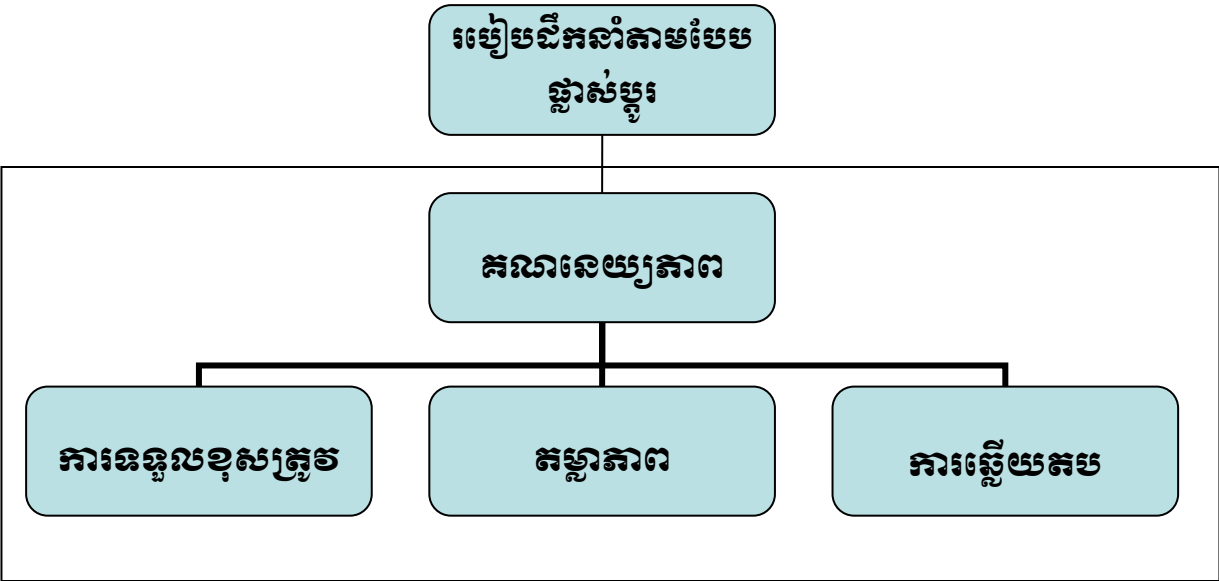 របៀបដឹកនាំតាមបែប
ផ្លាស់ប្តូរ
គណនេយ្យភាព
ការទទួលខុសត្រូវ
តម្លាភាព
ការឆ្លើយតប